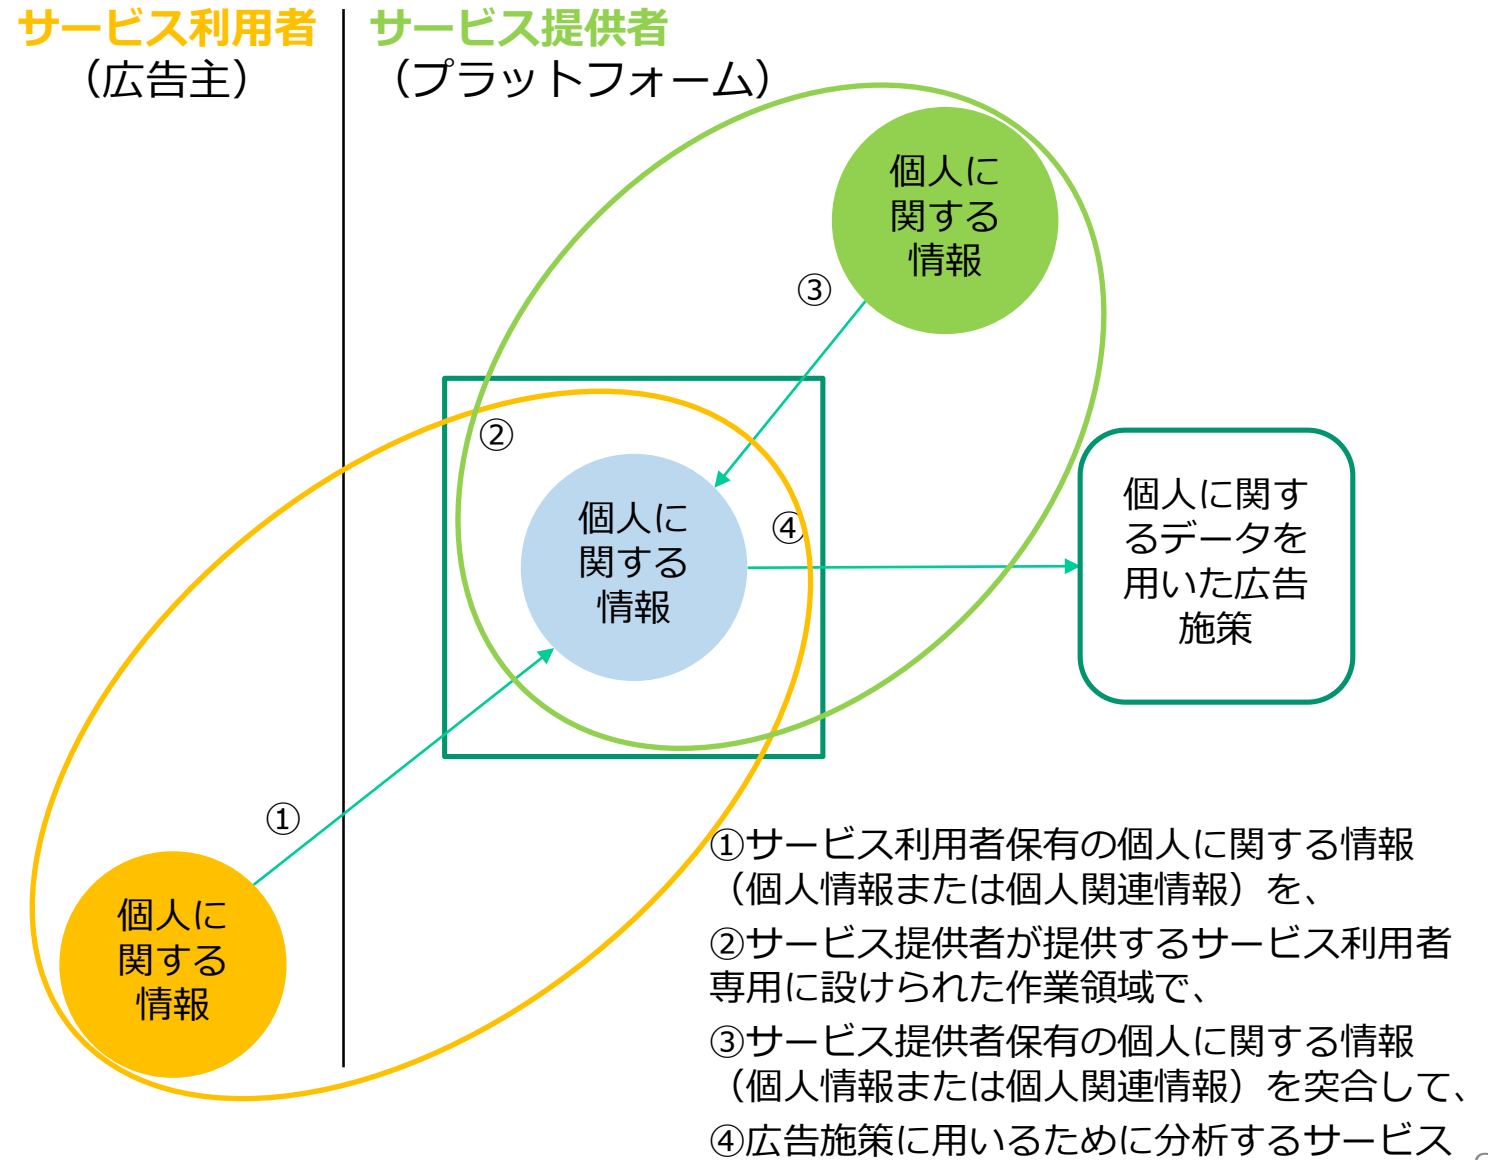 サービス利用者
（広告主）
サービス提供者
（プラットフォーム）
個人に
関する
情報
③
②
個人に
関する
情報
④
個人に関す
るデータを
用いた広告
施策
①
個人に
関する
情報
①サービス利用者保有の個人に関する情報
（個人情報または個人関連情報）を、
②サービス提供者が提供するサービス利用者
専用に設けられた作業領域で、
③サービス提供者保有の個人に関する情報
（個人情報または個人関連情報）を突合して、
④広告施策に用いるために分析するサービス